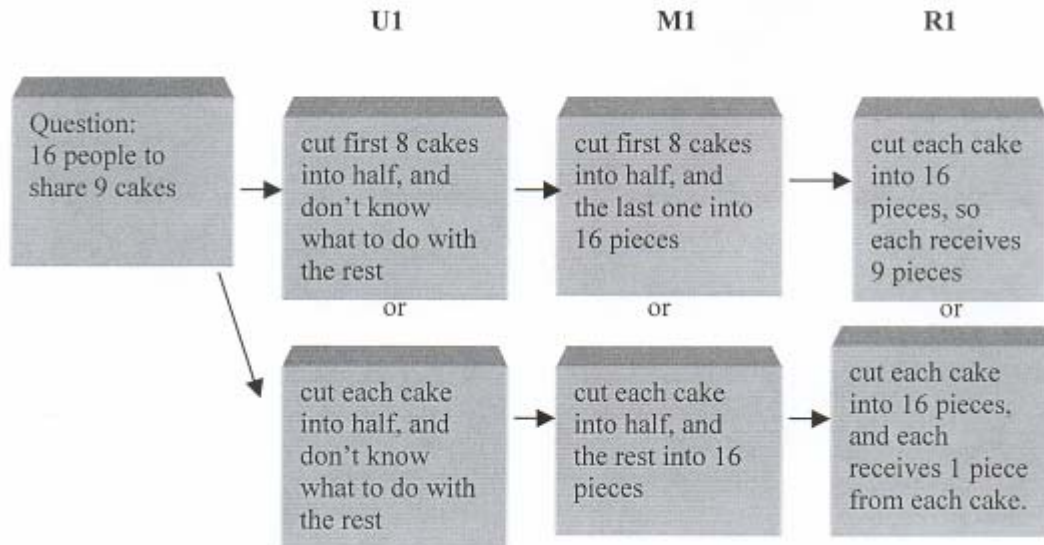 U1
M1
R1
Question:
16 people to
share 9 cakes
cut first 8 cakes
into half, and
don't know
what to do with
the rest
cut first 8 cakes
into half, and
the last one into
16 pieces
cut each cake
into 16
pieces, so
each receives
9 pieces
or
or
or
cut each cake
into half, and
don't know
what to do with
the rest
cut each cake
into half, and
the rest into 16
pieces
cut each cake
into 16 pieces,
and each
receives 1 piece
from each cake.